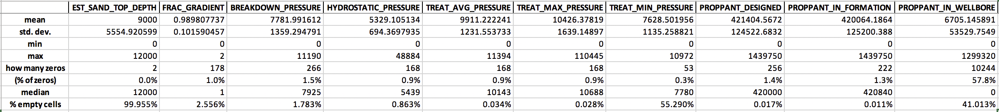 EST_SAND_TOP_DEPTH FRAC_GRADIENT BREAKDOWN_PRESSURE HYDROSTATIC_PRESSURE TREAT_AVG_PRESSURE TREAT_MAX_PRESSURE TREAT_MIN_PRESSURE PROPPANT_DESIGNED PROPPANT_IN_FORMATION PROPPANT_IN_WELLBORE
mean 9000 0.989807737 7781.991612 5329.105134 9911.222241 10426.37819 7628.501956 421404.5672 420064.1864 6705.145891
std. dev. 5554.920599 0.101590457 1359.294791 694.3697935 1231.553733 1639.14897 1135.258821 124522.6832 125200.388 53529.7549
min 0 0 0 0 0 0 0 0 0 0
max 12000 2 11190 48884 11394 110445 10972 1439750 1439750 1299320
how many zeros 2 178 266 168 168 168 53 256 222 10244
(% of zeros) 0.0% 1.0% 1.5% 0.9% 0.9% 0.9% 0.3% 1.4% 1.3% 57.8%
median 12000 1 7925 5439 10143 10688 7780 420000 420840 0
% empty cells 99.955% 2.556% 1.783% 0.863% 0.034% 0.028% 55.290% 0.017% 0.011% 41.013%